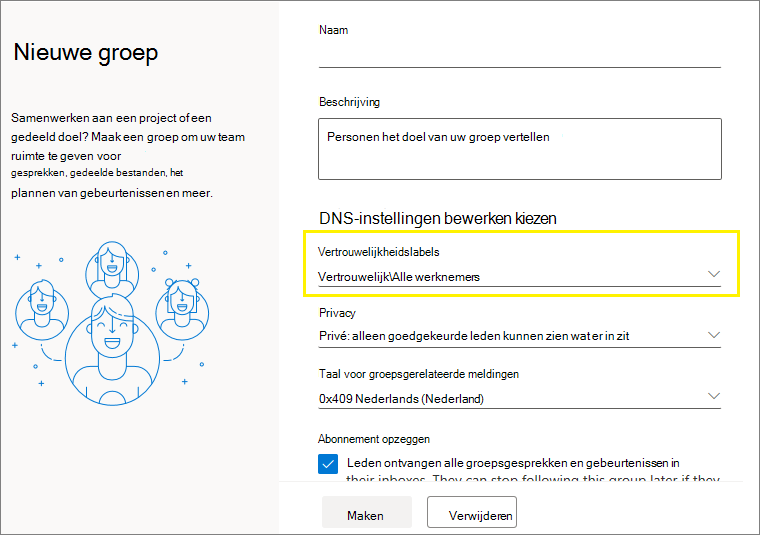 Nieuwe groep
Samenwerken aan een project of een
gedeeld doel? Maak een groep om uw team
ruimte te geven voor
gesprekken, gedeelde bestanden, het
plannen van gebeurtenissen en meer.
Naam
Beschrijving
Personen het doel van uw groep vertellen
DNS-instellingen bewerken kiezen
Vertrouwelijkheidslabels
Vertrouwelijk\Alle werknemers
Privacy
Privé: alleen goedgekeurde leden kunnen zien wat er in zit
Taal voor groepsgerelateerde meldingen
0x409 Nederlands (Nederland)
Abonnement opzeggen
Leden ontvangen alle groepsgesprekken en gebeurtenissen in
their inboxes. They can stop following this group later if they
Maken
Verwijderen